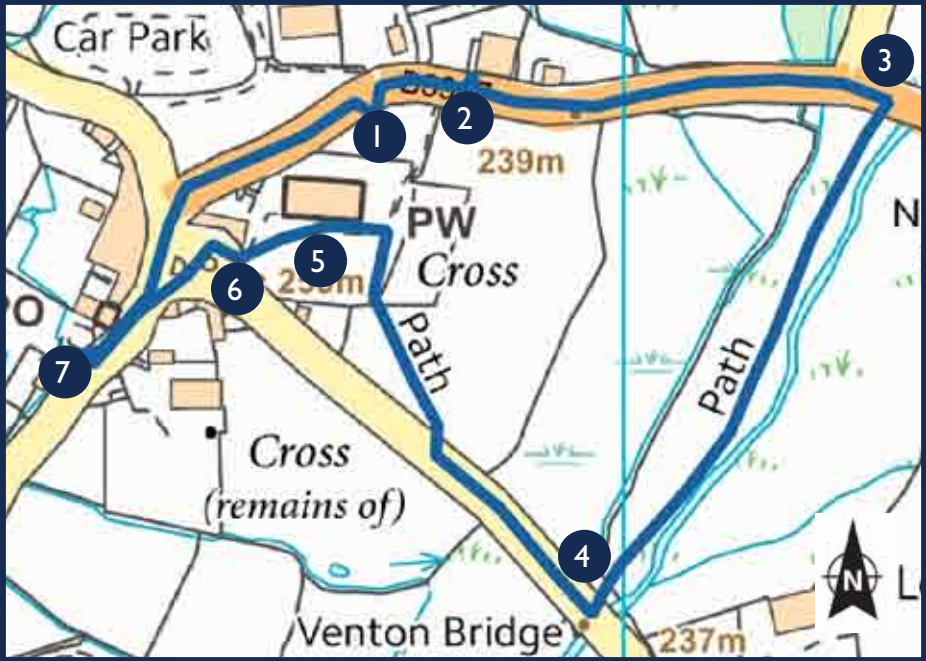 Car Park
3
1
2
239m
N
PW
Cross
5
6
PO
7
Path
Path
Cross
(remains of)
4
N
Venton Bridge
237m